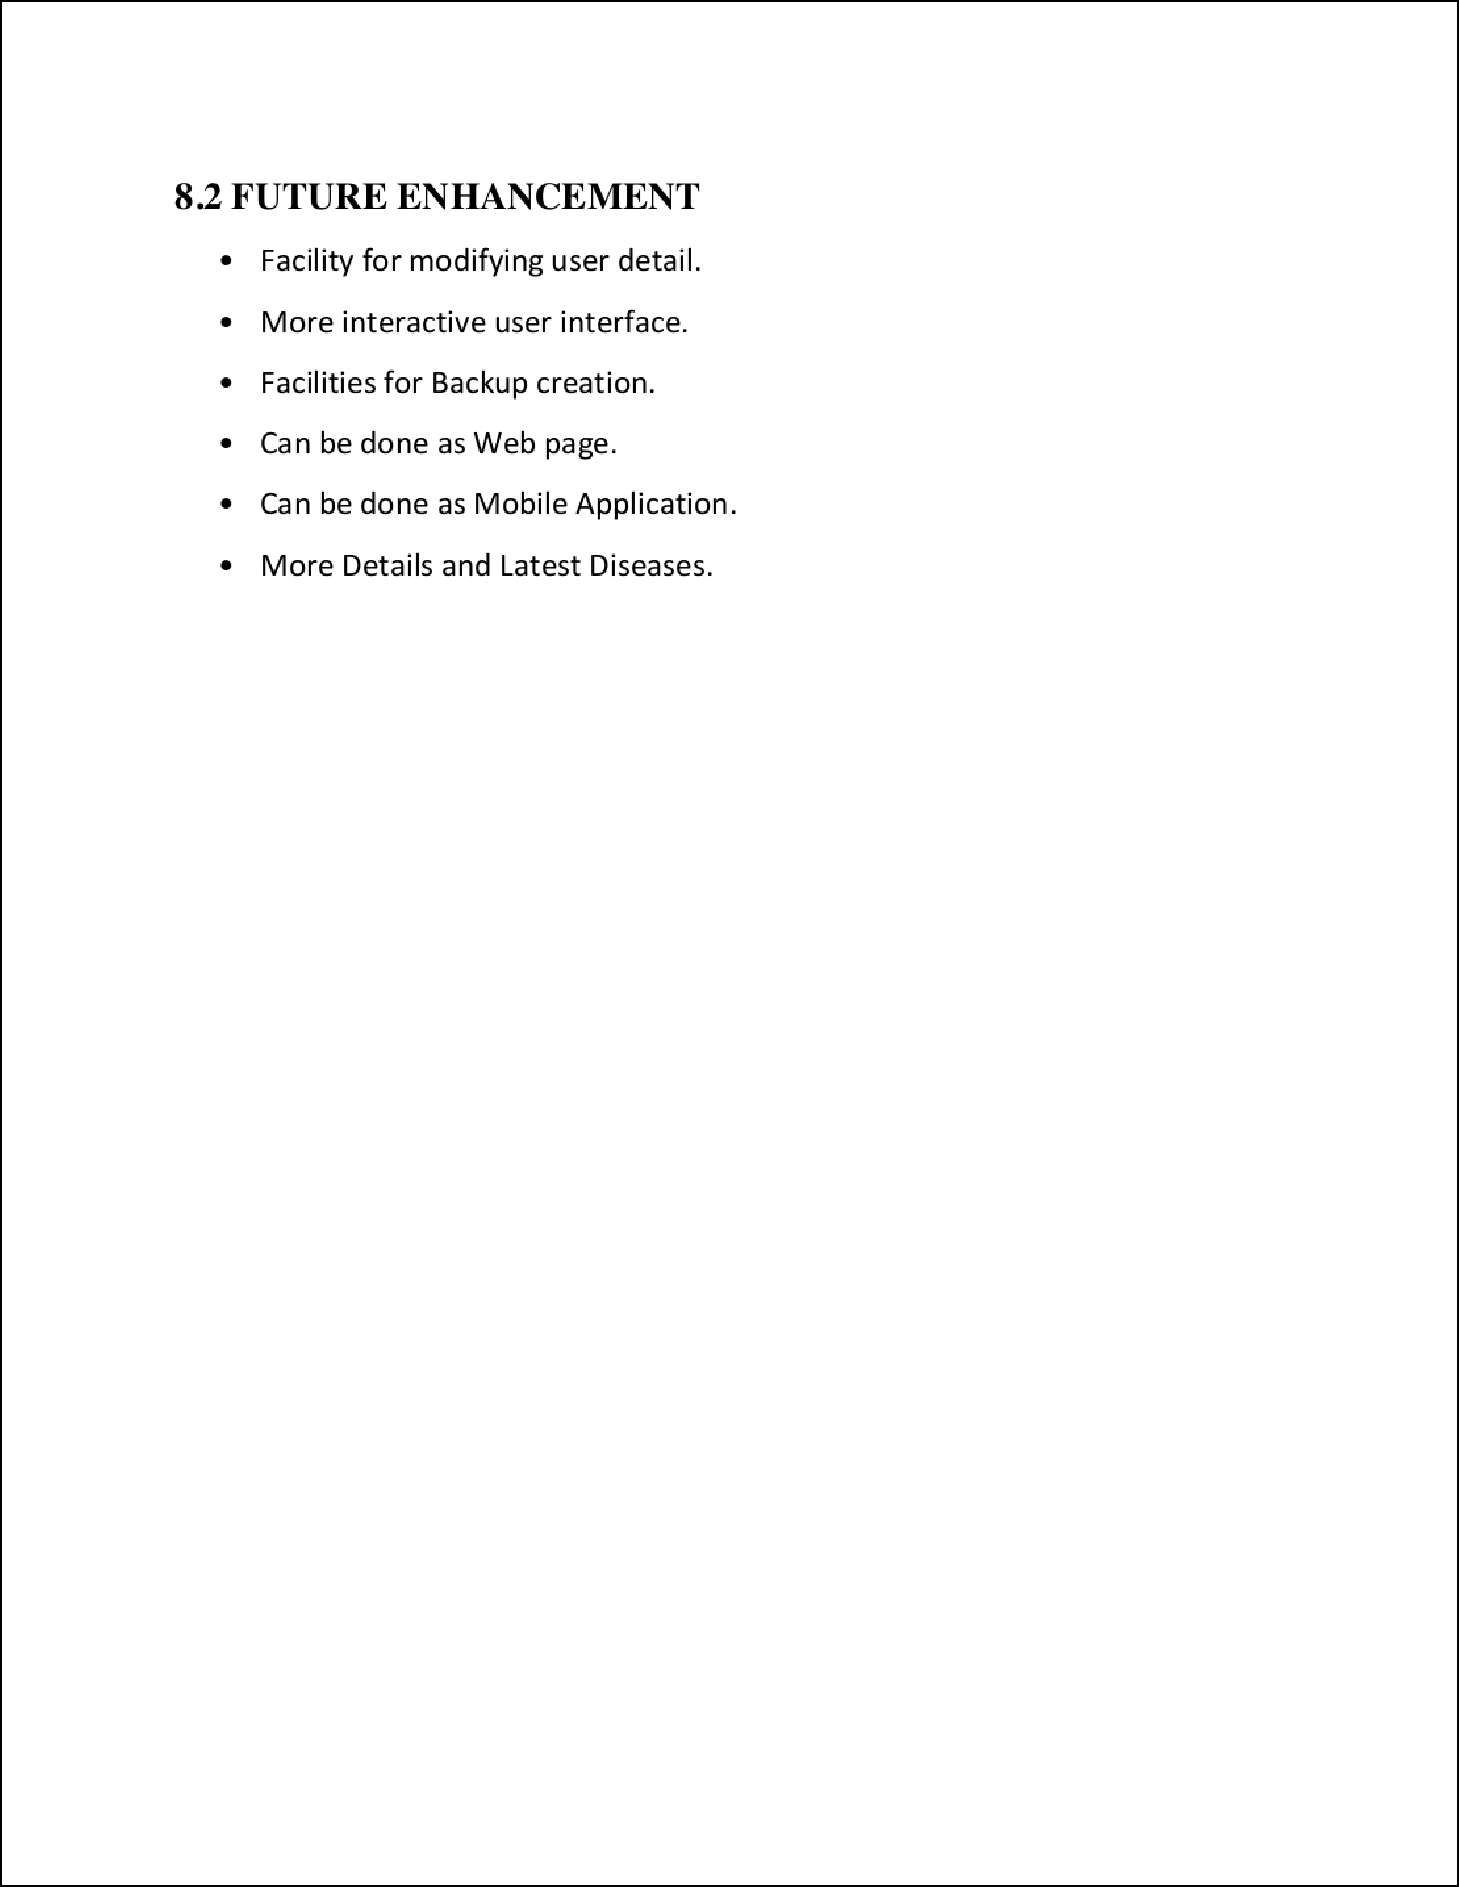 8.2 FUTURE ENHANCEMENT
• Facility for modifying user detail.
• More interactive user interface.
• Facilities for Backup creation.
• Can be done as Web page.
• Can be done as Mobile Application.
• More Details and Latest Diseases.